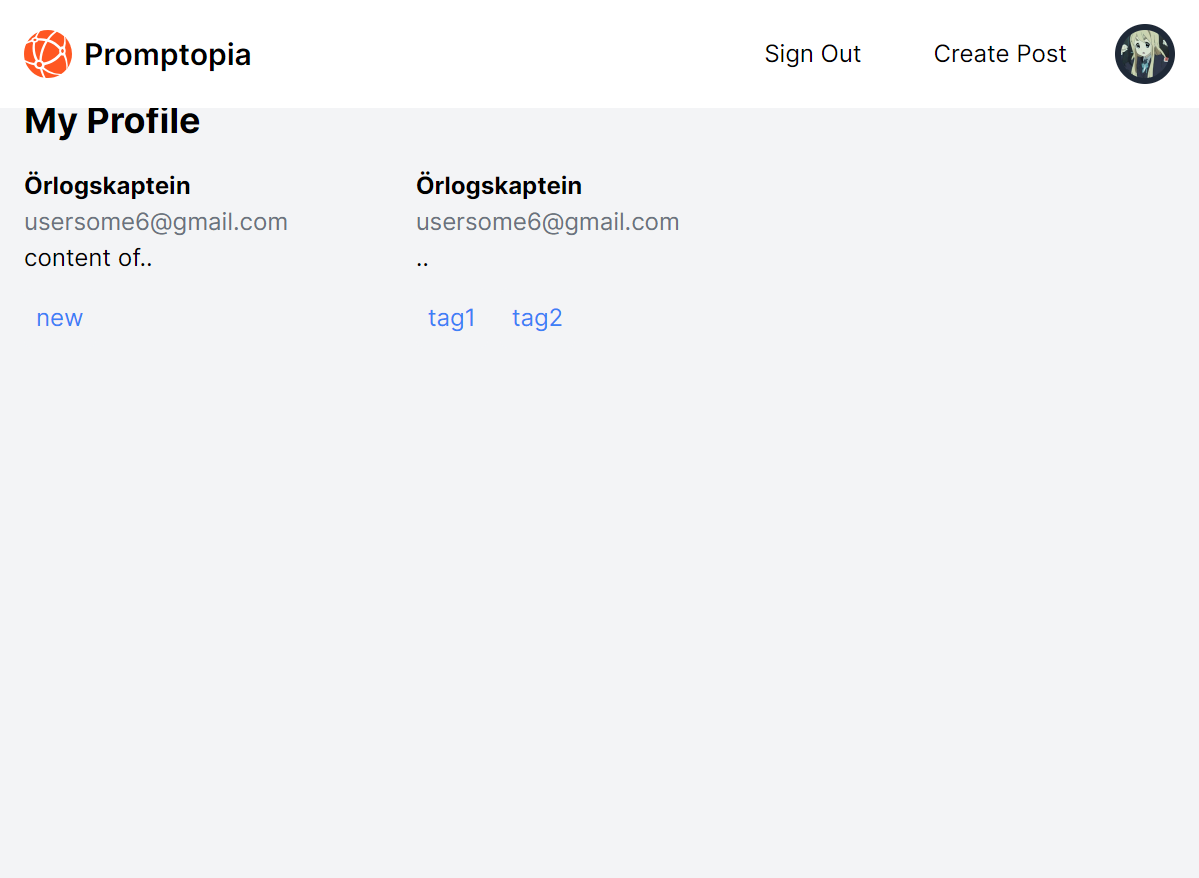 Promptopia
Sign Out
Create Post
My Profile
Örlogskaptein
usersome6@gmail.com
content of..
new
Örlogskaptein
usersome6@gmail.com
..
tag1 tag2